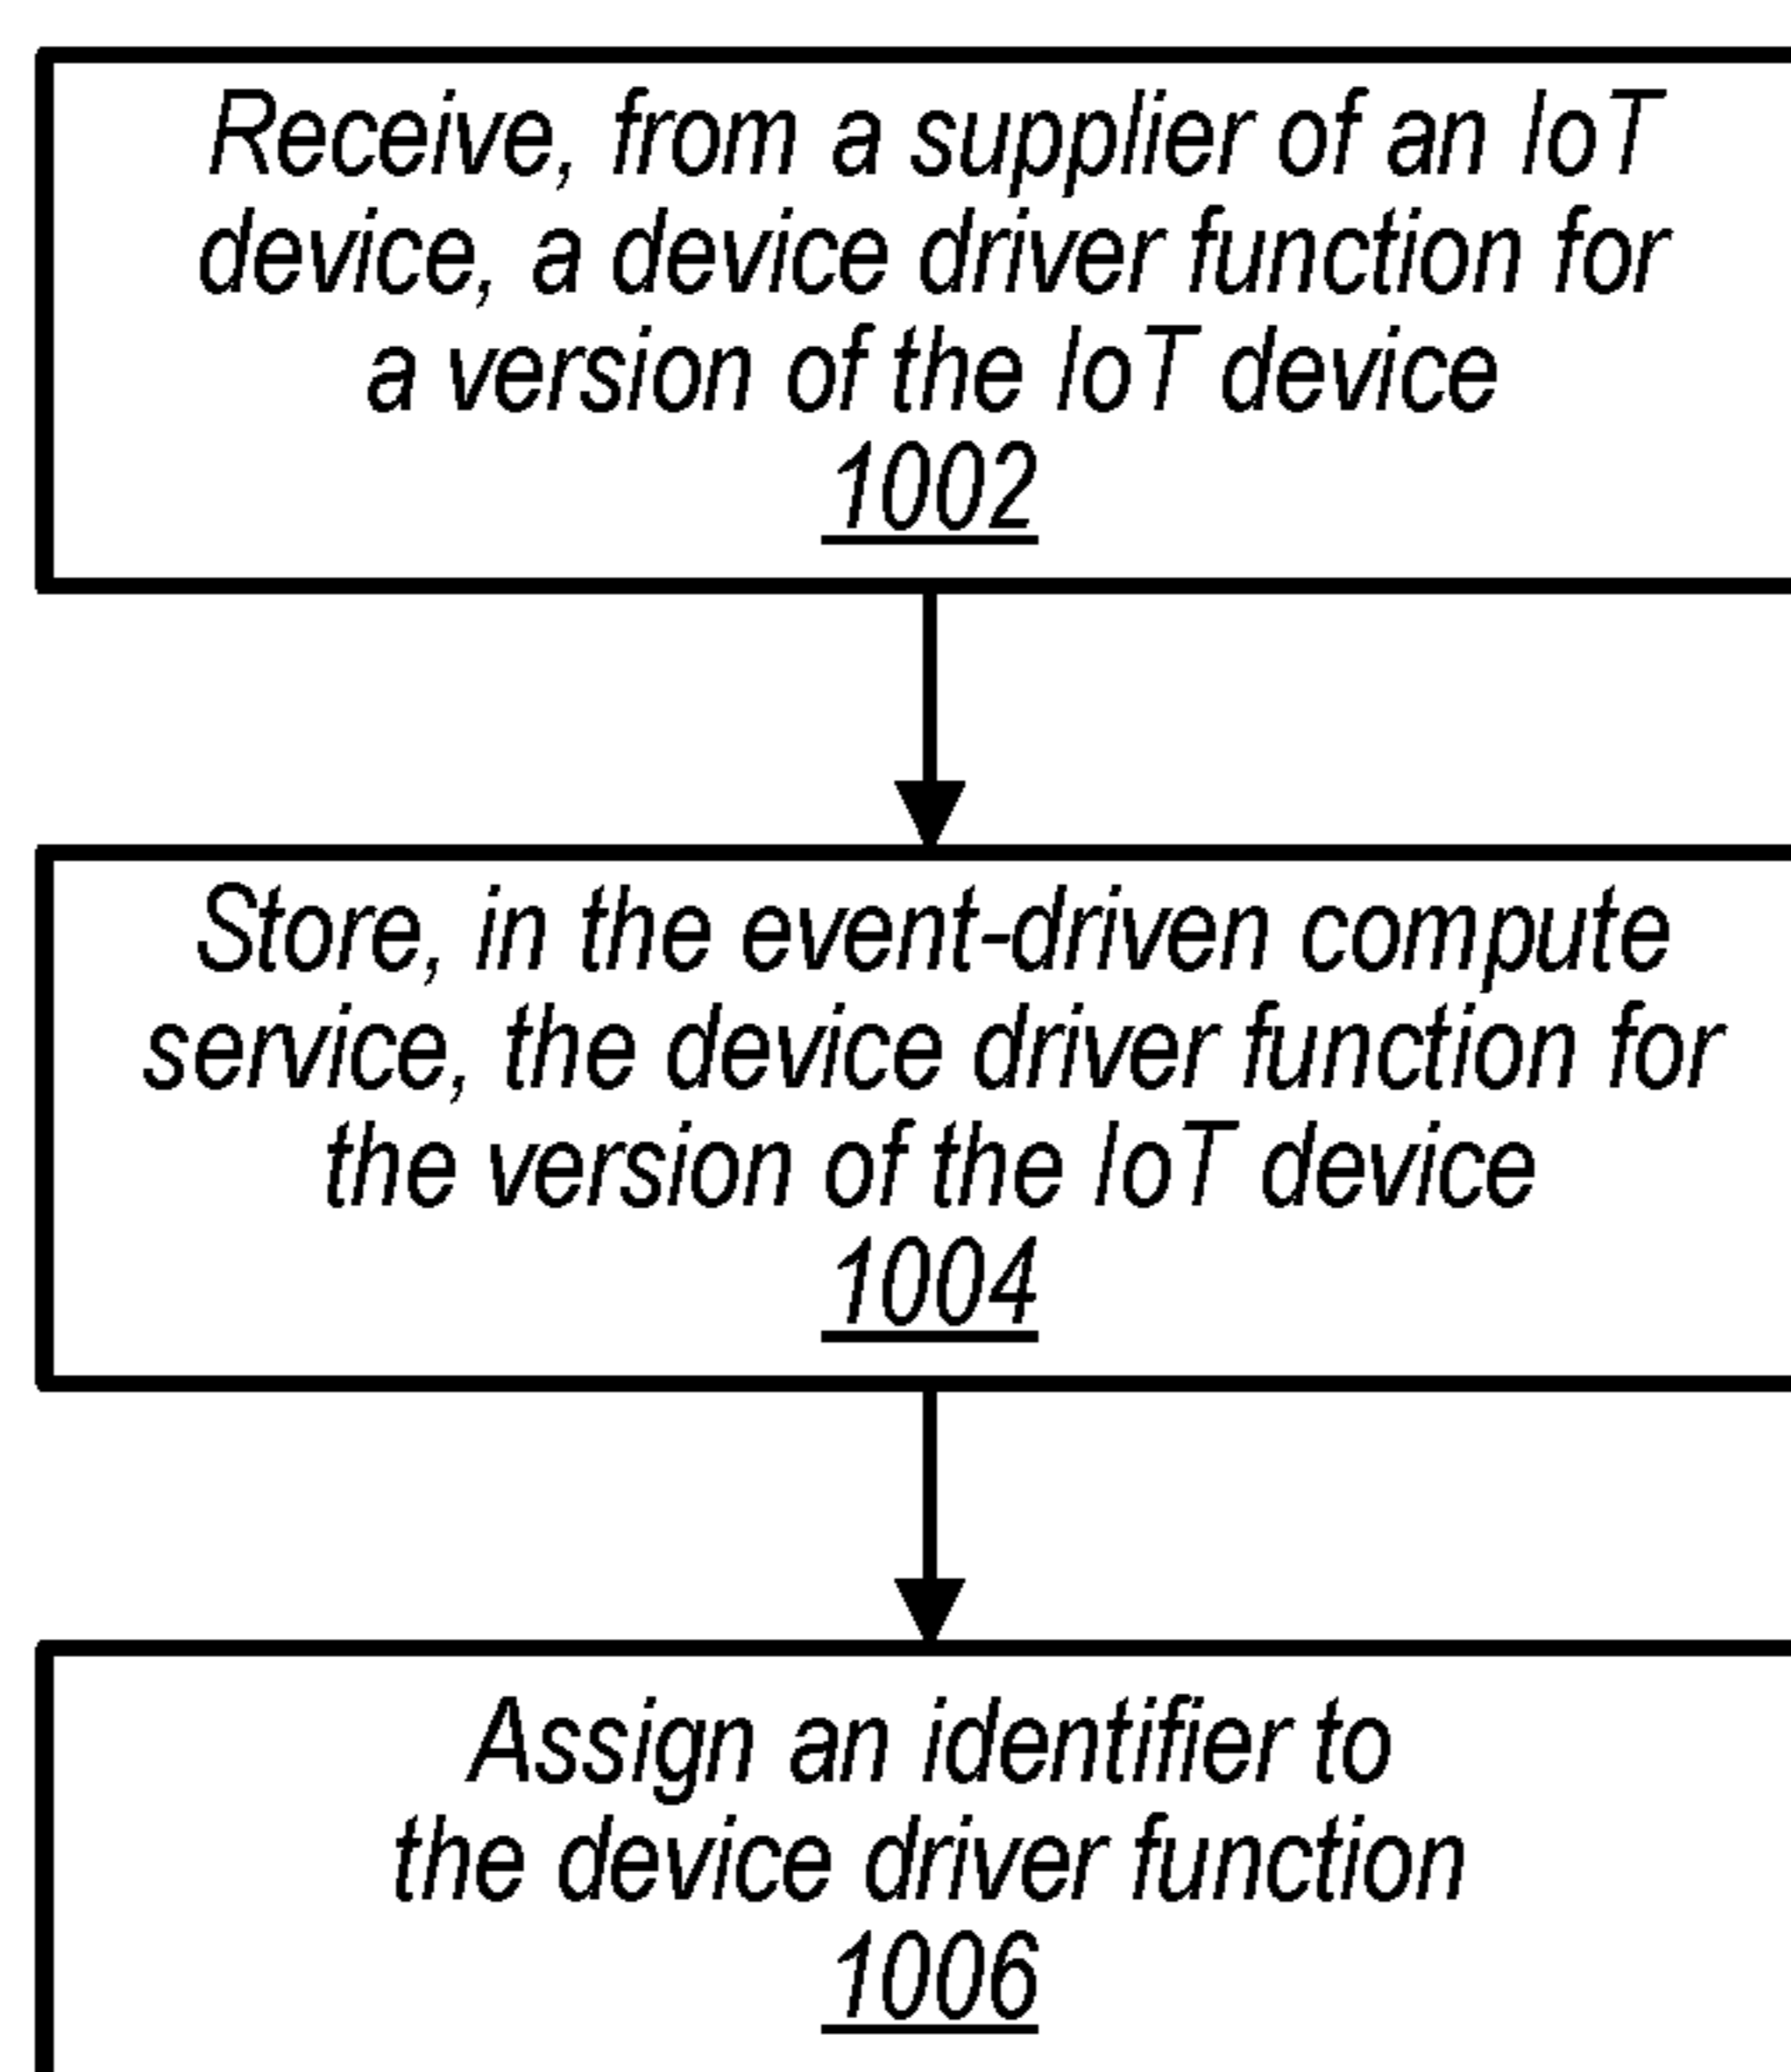 Receive, from a supplier of an IoT
device, a device driver function for
a version of the IoT device
1002
Store, in the event-driven compute
service, the device driver function for
the version of the IoT device
1004
Assign an identifier to
the device driver function
1006